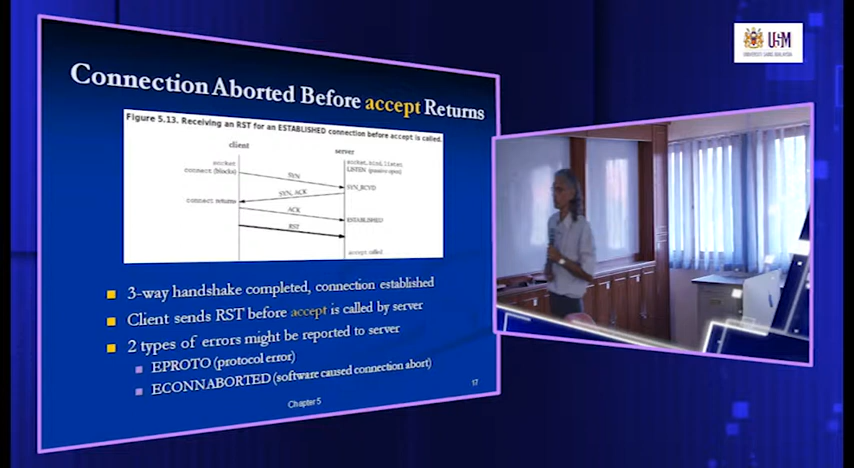 Connection Aborted Before accept Returns
Figure 5.13. Receiving an RST for an ESTABLISHED connection before accept is called.
client
server
socket
connect (blocks)
socket, bind, listen
LISTEN (passive open)
SYN
SYN_RCVD
SYN, ACK
connect returns
ACK
ESTABLISHED
RST
accept called
3-way handshake completed, connection established
Client sends RST before accept is called by server
2 types of errors might be reported to server
EPROTO (protocol error)
ECONNABORTED (software caused connection abort)
Chapter 5
17
USM
UNIVERSITI SAINS MALAYSIA